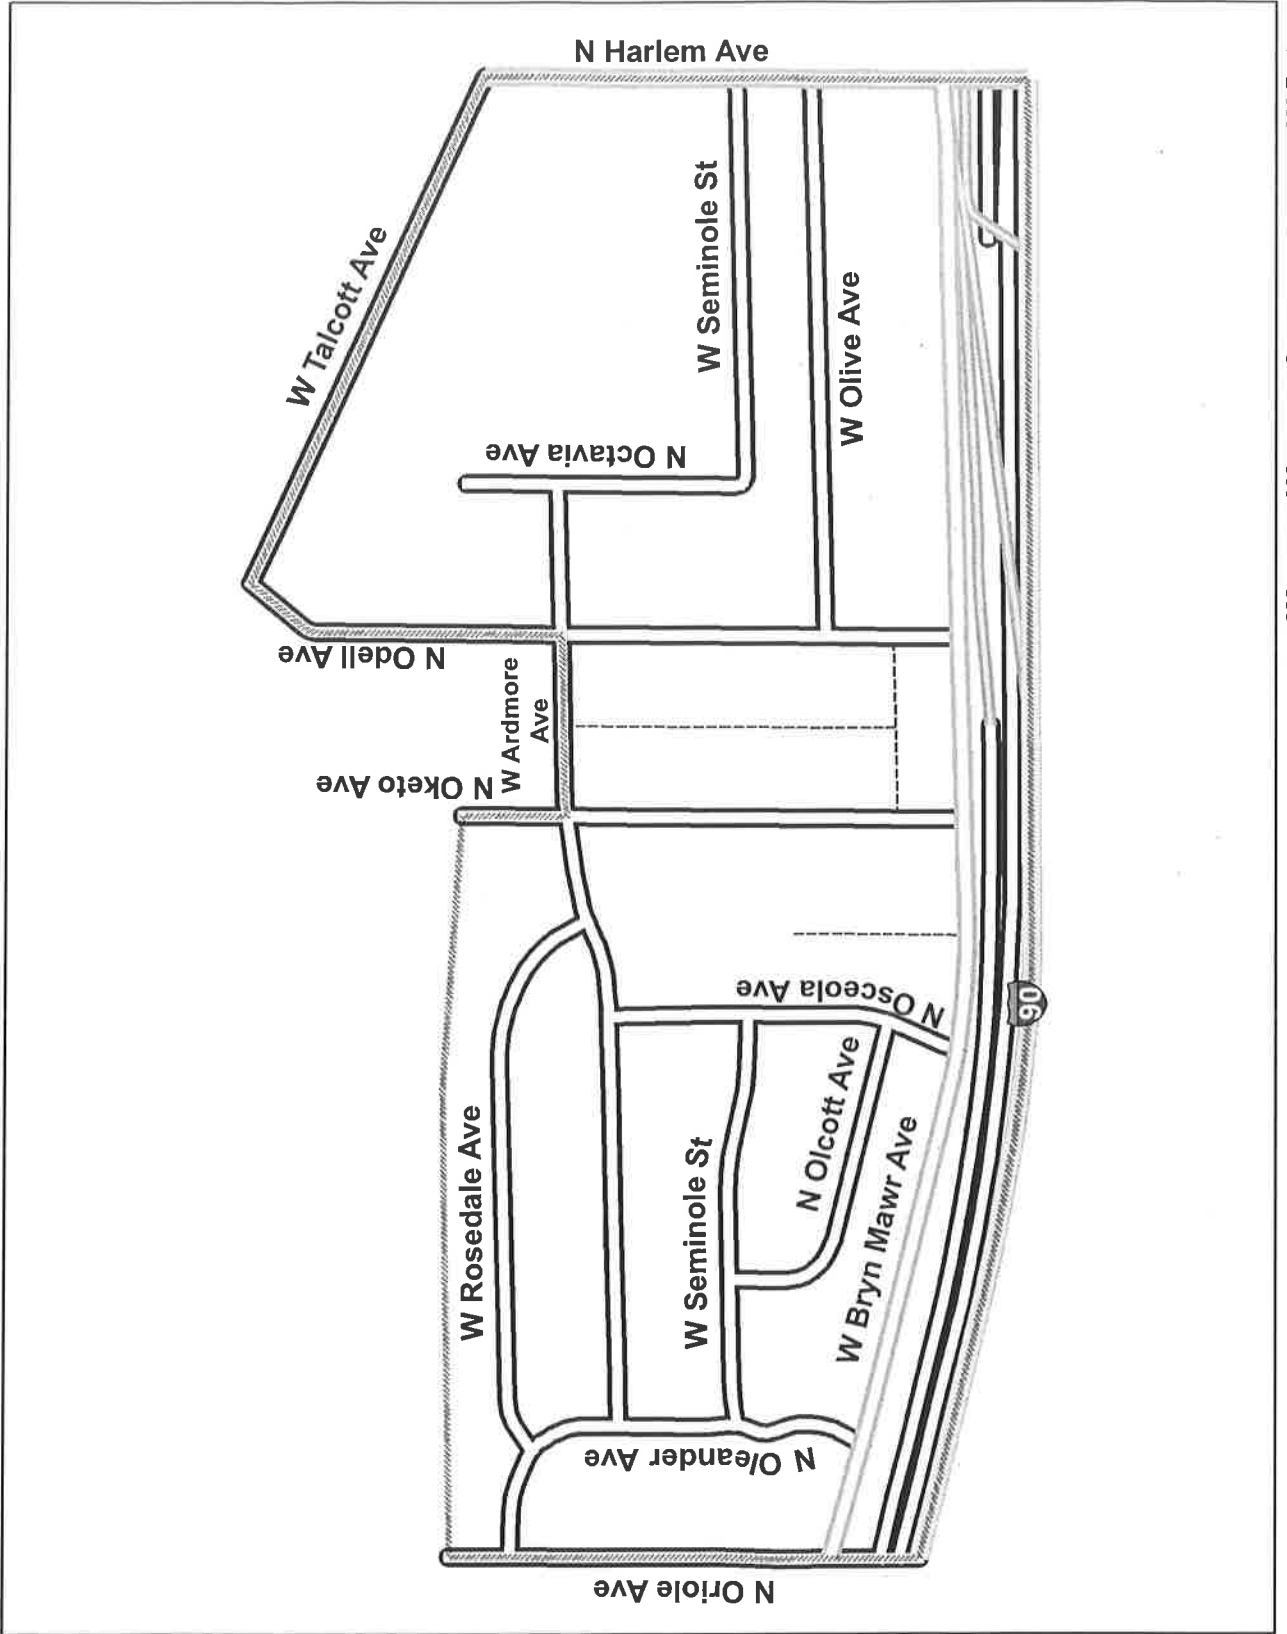 N Harlem Ave
W Talcott Ave
W Seminole St
W Olive Ave
N Octavia Ave
N Odell Ave
W Ardmore
Ave
N Oketo Ave
N Osceola Ave
90
N Olcott Ave
W Rosedale Ave
W Seminole St
W Bryn Mawr Ave
N Oleander Ave
N Oriole Ave